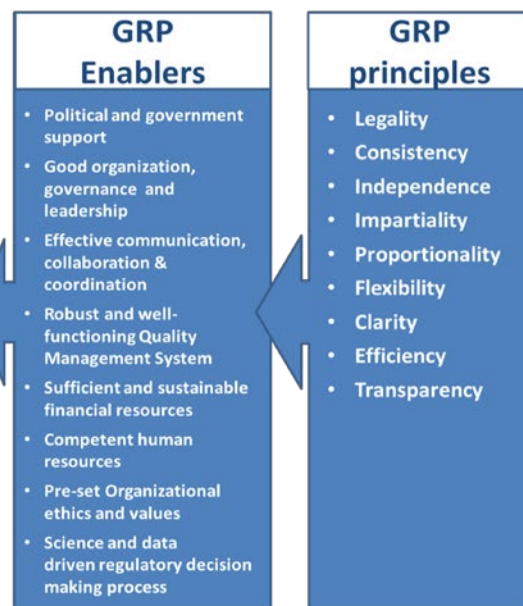 GRP
Enablers
• Political and government
support
• Good organization,
governance and
leadership
• Effective communication,
collaboration &
coordination
• Robust and well-
functioning Quality
Management System
• Sufficient and sustainable
financial resources
• Competent human
resources
• Pre-set Organizational
ethics and values
• Science and data
driven regulatory decision
making process
GRP
principles
• Legality
• Consistency
• Independence
• Impartiality
• Proportionality
• Flexibility
• Clarity
• Efficiency
• Transparency